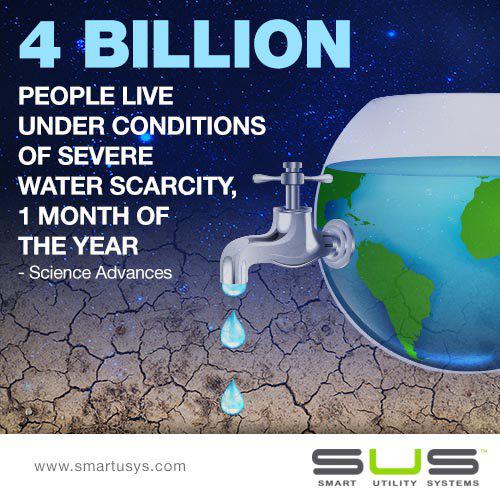 4 BILLION
PEOPLE LIVE
UNDER CONDITIONS
OF SEVERE
WATER SCARCITY,
1 MONTH OF
THE YEAR
- Science Advances
www.smartusys.com
SUS™
SMART UTILITY SYSTEMS